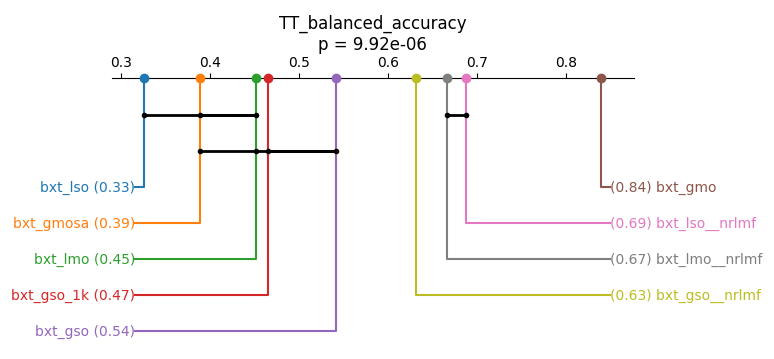 TT_balanced_accuracy
p = 9.92e-06
0.3 0.4 0.5 0.6 0.7 0.8
bxt_lso (0.33) (0.84) bxt_gmo
bxt_gmosa (0.39) (0.69) bxt_lso__nrlmf
bxt_lmo (0.45) (0.67) bxt_lmo__nrlmf
bxt_gso_1k (0.47) (0.63) bxt_gso__nrlmf
bxt_gso (0.54)